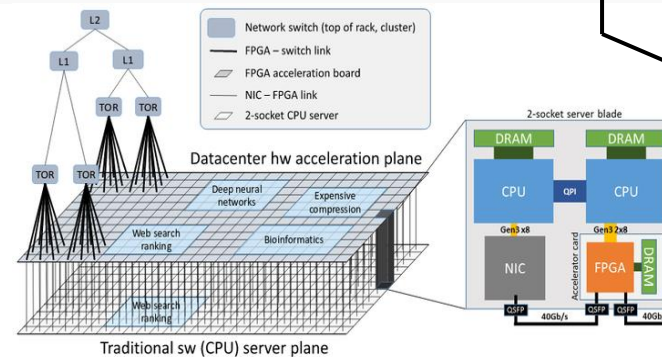 L2
L1
L1
TOR
TOR
TOR
TOR
Network switch (top of rack, cluster)
FPGA – switch link
FPGA acceleration board
NIC – FPGA link
2-socket CPU server
Datacenter hw acceleration plane
Deep neural
networks
Expensive
compression
Web search
ranking
Bioinformatics
Web search
ranking
Traditional sw (CPU) server plane
2-socket server blade
DRAM
DRAM
CPU
QPI
CPU
Gen3 x8
Gen3 2x8
NIC
Accelerator card
FPGA
DRAM
QSFP
QSFP
QSFP
40Gb/s
40Gb